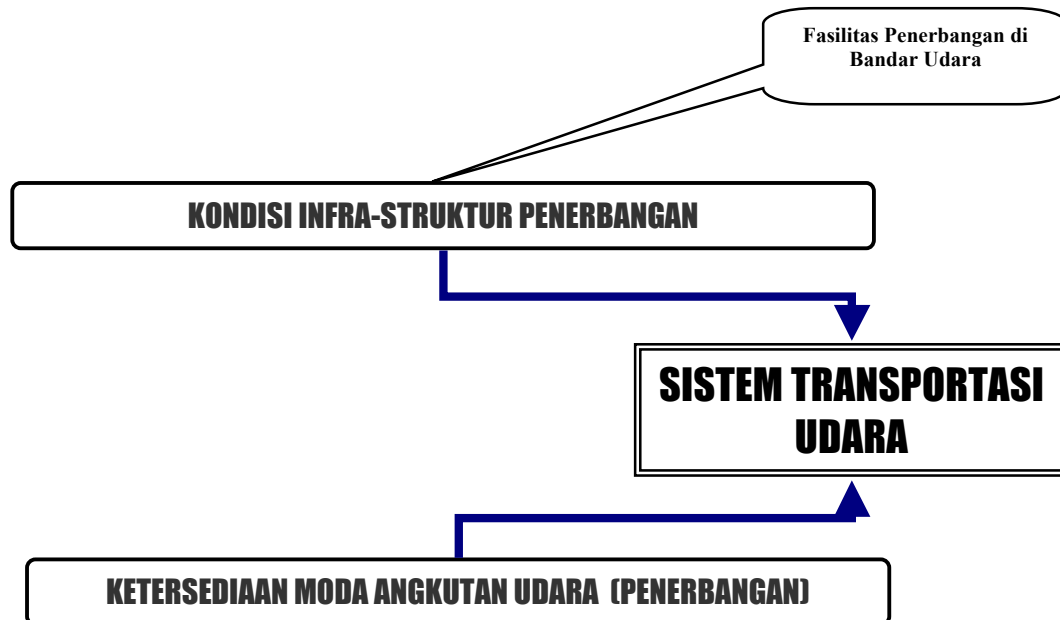 Fasilitas Penerbangan di
Bandar Udara
KONDISI INFRA-STRUKTUR PENERBANGAN
SISTEM TRANSPORTASI
UDARA
KETERSEDIAAN MODA ANGKUTAN UDARA (PENERBANGAN)